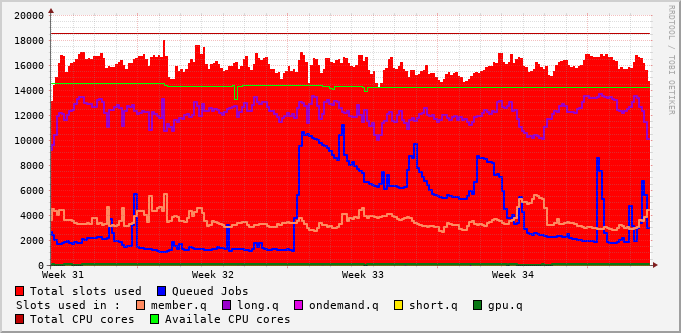 20000
18000
16000
14000
12000
10000
8000
6000
4000
2000
0
Week 31 Week 32 Week 33 Week 34
RRDTOOL / TOBI OETIKER
Total slots used Queued Jobs
Slots used in : member.q long.q ondemand.q short.q gpu.q
Total CPU cores Availale CPU cores